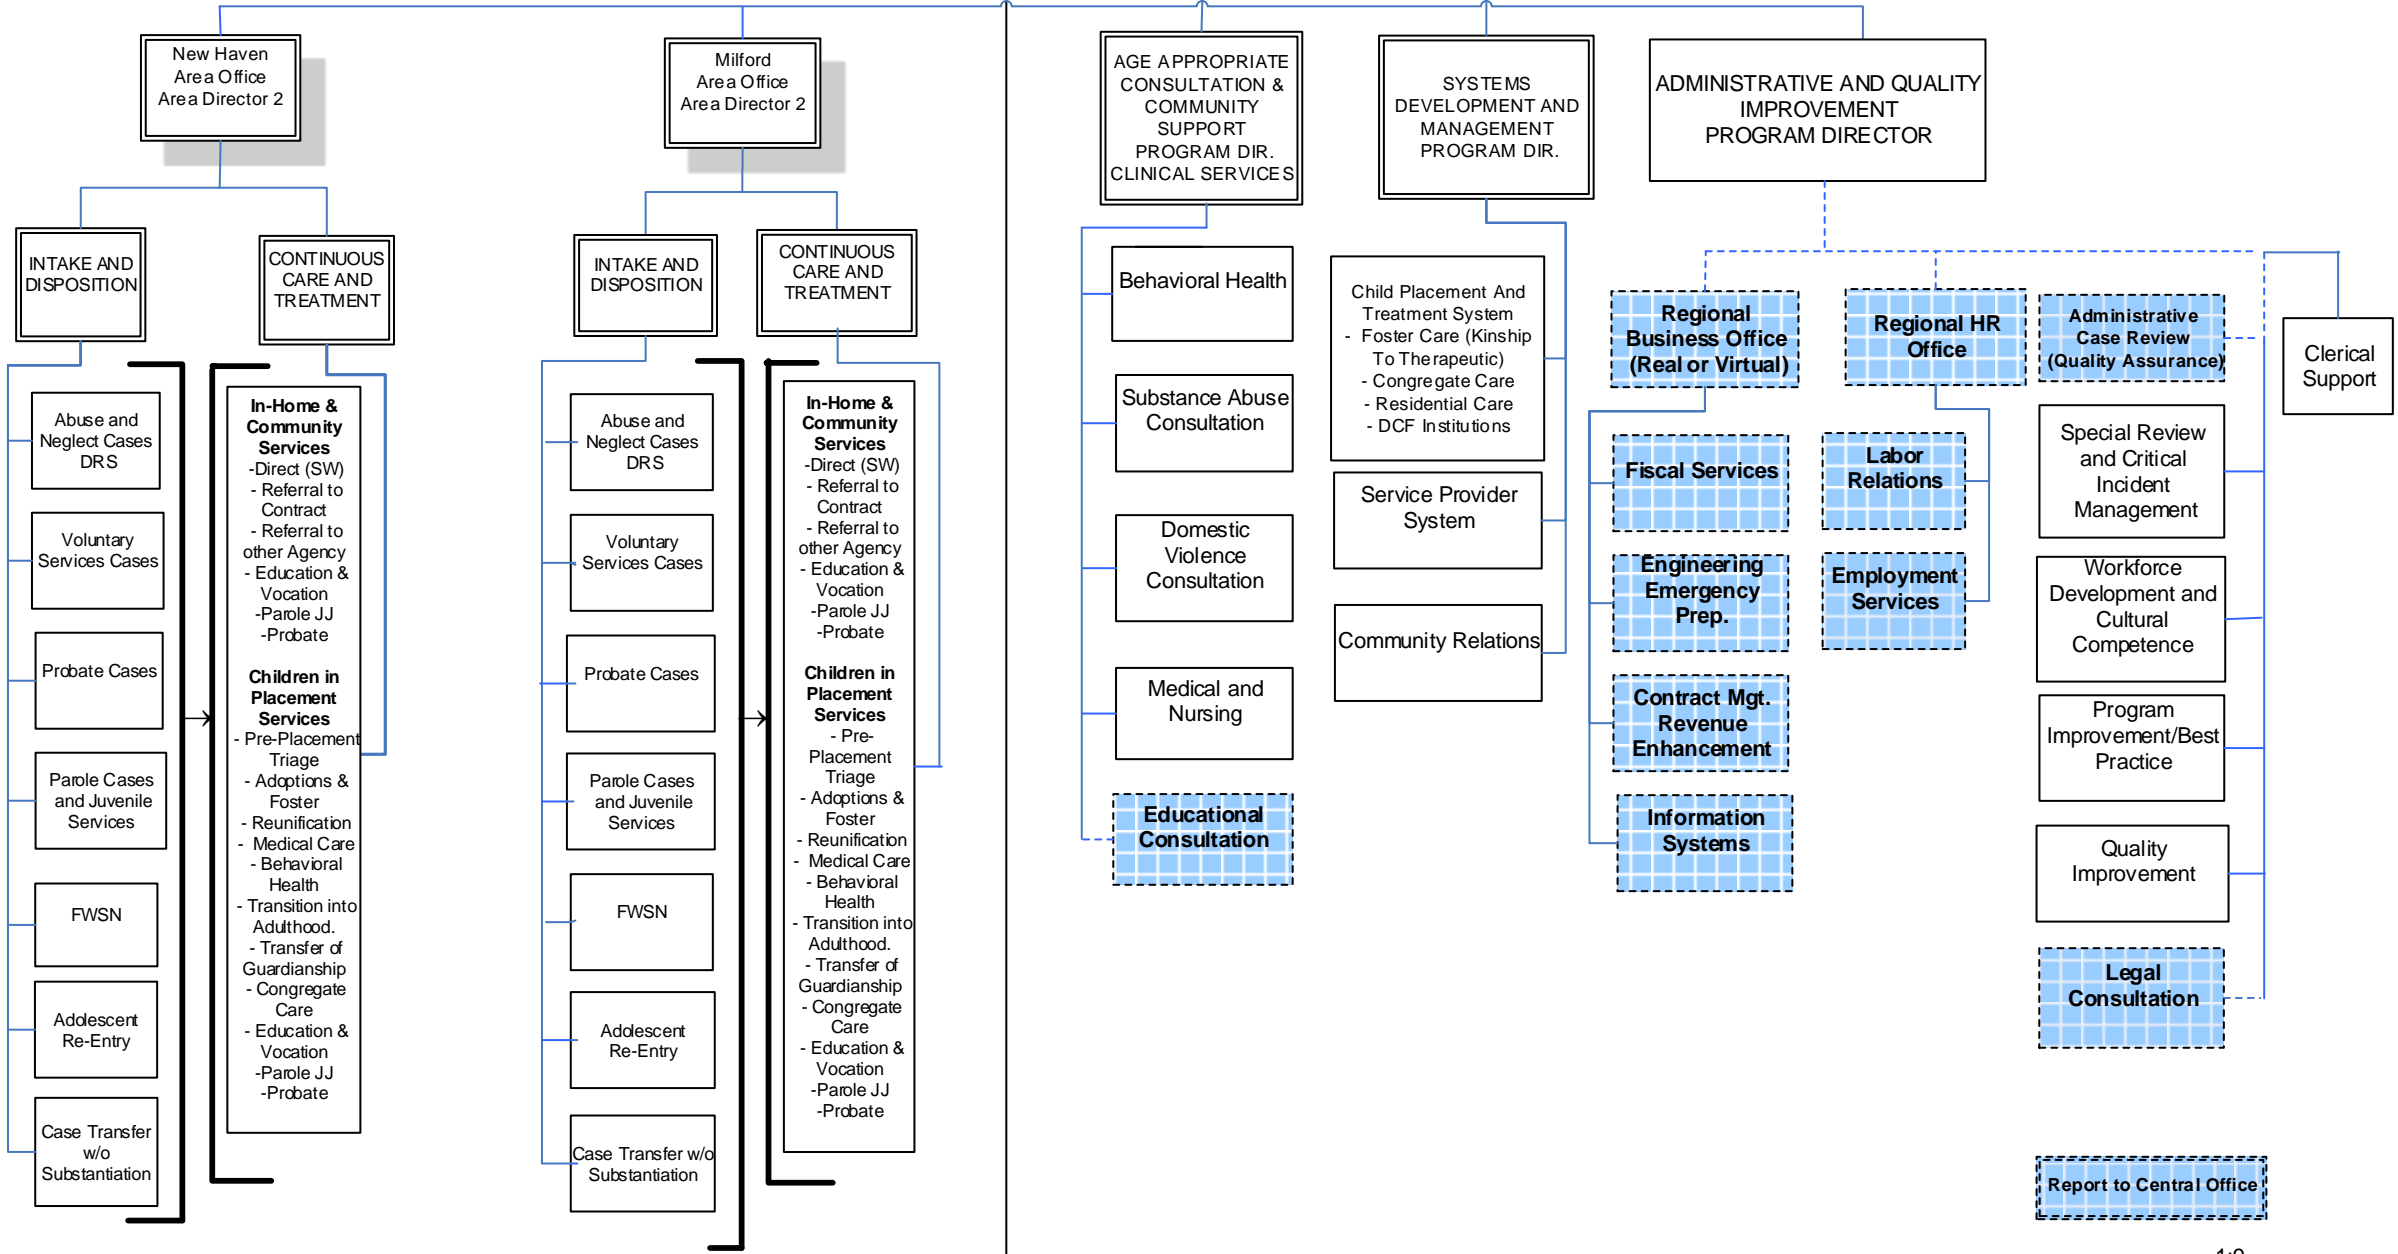 New Haven
Area Office
Area Director 2
Milford
Area Office
Area Director 2
AGE APPROPRIATE
CONSULTATION &
COMMUNITY
SUPPORT
PROGRAM DIR.
CLINICAL SERVICES
SYSTEMS
DEVELOPMENT AND
MANAGEMENT
PROGRAM DIR.
ADMINISTRATIVE AND QUALITY
IMPROVEMENT
PROGRAM DIRECTOR
INTAKE AND
DISPOSITION
CONTINUOUS
CARE AND
TREATMENT
INTAKE AND
DISPOSITION
CONTINUOUS
CARE AND
TREATMENT
Abuse and
Neglect Cases
DRS
Voluntary
Services Cases
Probate Cases
Parole Cases
and Juvenile
Services
FWSN
Adolescent
Re-Entry
Case Transfer
w/o
Substantiation
In-Home &
Community
Services
-Direct (SW)
- Referral to
Contract
- Referral to
other Agency
- Education &
Vocation
-Parole JJ
-Probate
Children in
Placement
Services
- Pre-Placement
Triage
- Adoptions &
Foster
- Reunification
- Medical Care
- Behavioral
Health
- Transition into
Adulthood.
- Transfer of
Guardianship
- Congregate
Care
- Education &
Vocation
-Parole JJ
-Probate
Abuse and
Neglect Cases
DRS
Voluntary
Services Cases
Probate Cases
Parole Cases
and Juvenile
Services
FWSN
Adolescent
Re-Entry
Case Transfer w/o
Substantiation
In-Home &
Community
Services
-Direct (SW)
- Referral to
Contract
- Referral to
other Agency
- Education &
Vocation
-Parole JJ
-Probate
Children in
Placement
Services
- Pre-
Placement
Triage
- Adoptions &
Foster
- Reunification
- Medical Care
- Behavioral
Health
- Transition into
Adulthood.
- Transfer of
Guardianship
- Congregate
Care
- Education &
Vocation
-Parole JJ
-Probate
Behavioral Health
Substance Abuse
Consultation
Domestic
Violence
Consultation
Medical and
Nursing
Educational
Consultation
Child Placement And
Treatment System
- Foster Care (Kinship
To Therapeutic)
- Congregate Care
- Residential Care
- DCF Institutions
Service Provider
System
Community Relations
Regional
Business Office
(Real or Virtual)
Fiscal Services
Engineering
Emergency
Prep.
Contract Mgt.
Revenue
Enhancement
Information
Systems
Regional HR
Office
Labor
Relations
Employment
Services
Administrative
Case Review
(Quality Assurance)
Special Review
and Critical
Incident
Management
Workforce
Development and
Cultural
Competence
Program
Improvement/Best
Practice
Quality
Improvement
Legal
Consultation
Clerical
Support
Report to Central Office